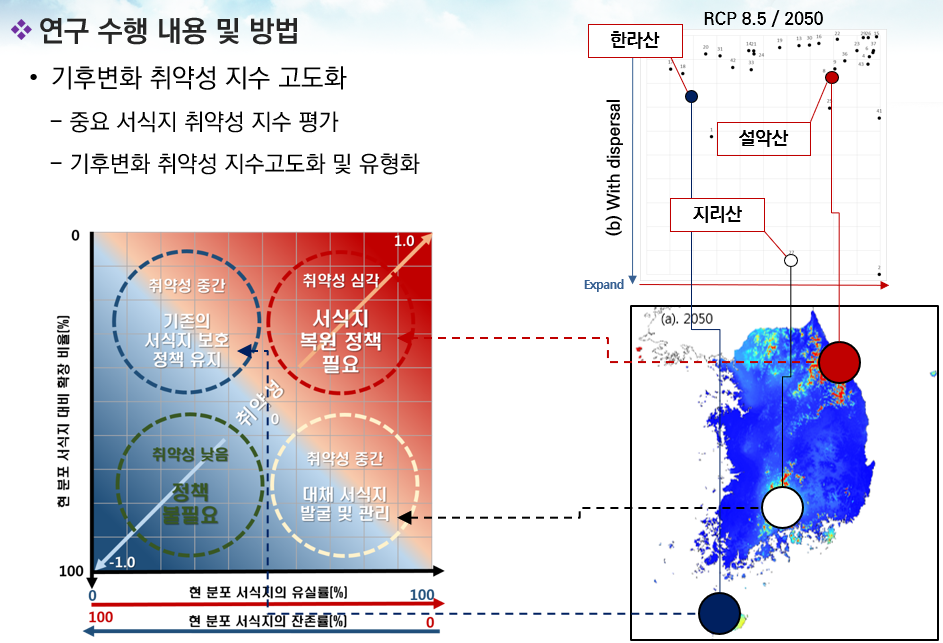 ❖ 연구 수행 내용 및 방법
• 기후변화 취약성 지수 고도화
– 중요 서식지 취약성 지수 평가
– 기후변화 취약성 지수고도화 및 유형화
RCP 8.5 / 2050
한라산
설악산
지리산
(b) With dispersal
Expand
(a). 2050
0
1.0
취약성 중간
기존의
서식지 보호
정책 유지
취약성 심각
서식지
복원 정책
필요
취약성
0
취약성 낮음
정책
불필요
취약성 중간
대채 서식지
발굴 및 관리
-1.0
현 분포 서식지 대비 확장 비율(%)
100
0
현 분포 서식지의 유실률(%)
100
100
현 분포 서식지의 잔존률(%)
0